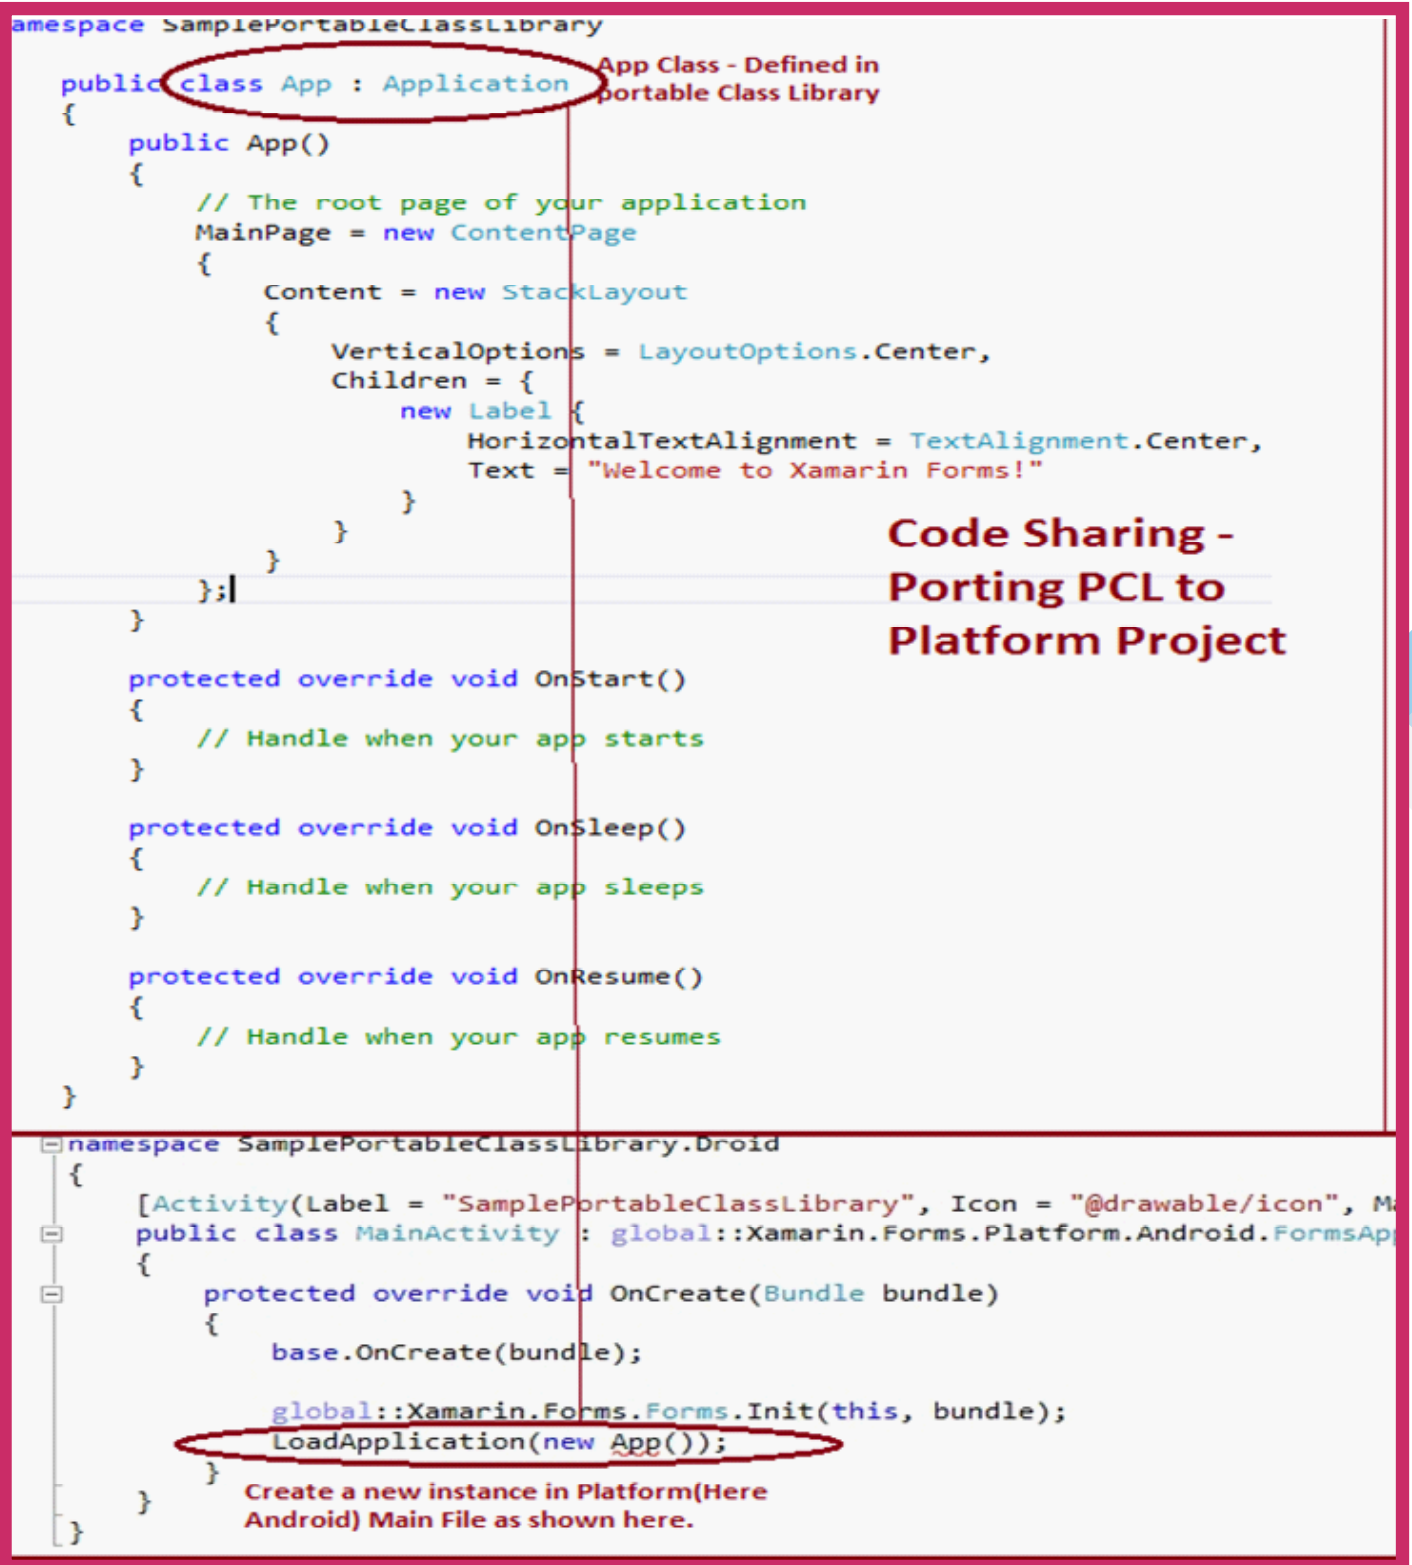 amespace SamplePortableClassLibrary
public class App : Application
App Class - Defined in
portable Class Library
{
public App()
{
// The root page of your application
MainPage = new ContentPage
{
Content = new StackLayout
{
VerticalOptions = LayoutOptions.Center,
Children = {
new Label {
HorizontalTextAlignment = TextAlignment.Center,
Text = "Welcome to Xamarin Forms!"
}
}
}
};
}
Code Sharing -
Porting PCL to
Platform Project
protected override void OnStart()
{
// Handle when your app starts
}
protected override void OnSleep()
{
// Handle when your app sleeps
}
protected override void OnResume()
{
// Handle when your app resumes
}
}
namespace SamplePortableClassLibrary.Droid
{
[Activity(Label = "SamplePortableClassLibrary", Icon = "@drawable/icon", Ma
public class MainActivity : global::Xamarin.Forms.Platform.Android.FormsApp
{
protected override void OnCreate(Bundle bundle)
{
base.OnCreate(bundle);
global::Xamarin.Forms.Forms.Init(this, bundle);
LoadApplication(new App());
}
}
}
Create a new instance in Platform(Here
Android) Main File as shown here.